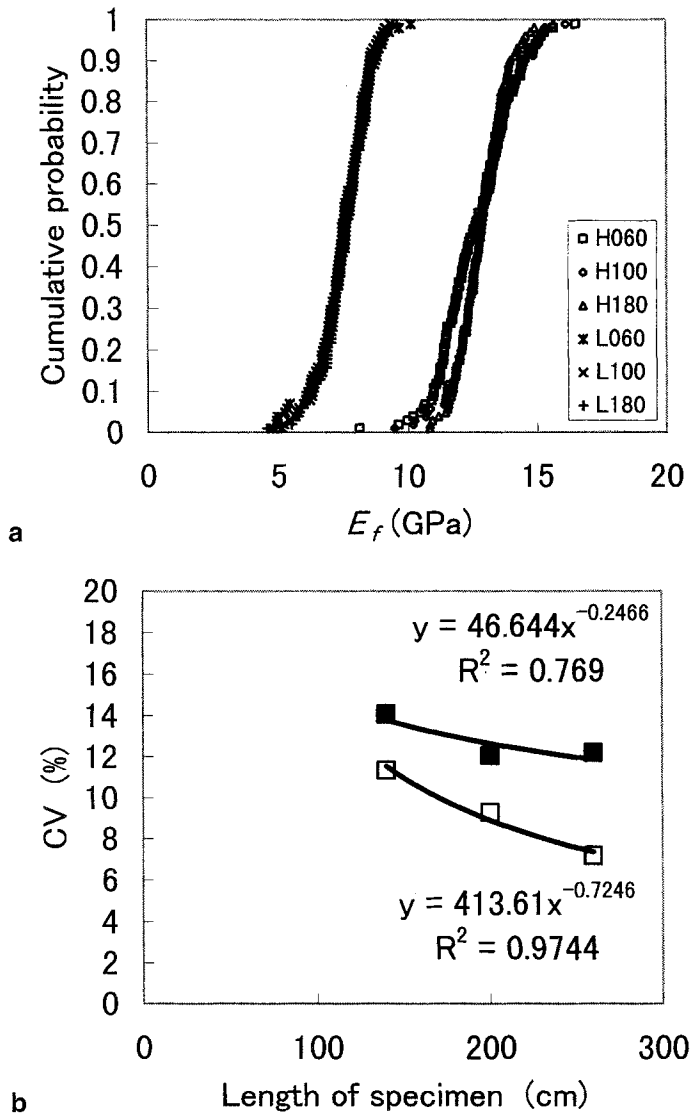 1
0.9
0.8
0.7
0.6
0.5
0.4
0.3
0.2
0.1
0
Cumulative probability
H060
H100
H180
L060
L100
L180
0 5 10 15 20
E_f (GPa)
a
20
18
16
14
12
10
8
6
4
2
0
CV (%)
y = 46.644x^-0.2466
R² = 0.769
y = 413.61x^-0.7246
R² = 0.9744
0 100 200 300
Length of specimen (cm)
b